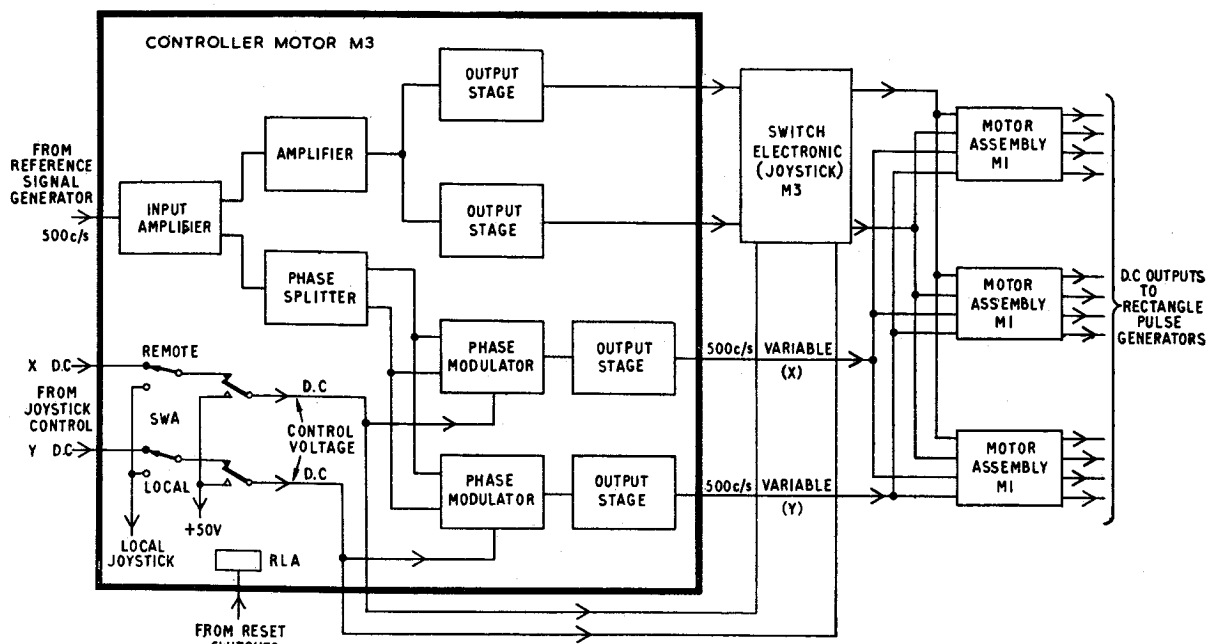 CONTROLLER MOTOR M3
OUTPUT
STAGE
AMPLIFIER
OUTPUT
STAGE
FROM
REFERENCE
SIGNAL
GENERATOR
500c/s
INPUT
AMPLIFIER
PHASE
SPLITTER
SWITCH
ELECTRONIC
(JOYSTICK)
M3
MOTOR
ASSEMBLY
M1
MOTOR
ASSEMBLY
M1
MOTOR
ASSEMBLY
M1
D.C OUTPUTS
TO
RECTANGLE
PULSE
GENERATORS
PHASE
MODULATOR
OUTPUT
STAGE
500c/s VARIABLE
(X)
PHASE
MODULATOR
OUTPUT
STAGE
500c/s VARIABLE
(Y)
X D.C
FROM
JOYSTICK
CONTROL
Y D.C
REMOTE
SWA
LOCAL
D.C
CONTROL
VOLTAGE
D.C
+50V
LOCAL
JOYSTICK
RLA
FROM RESET